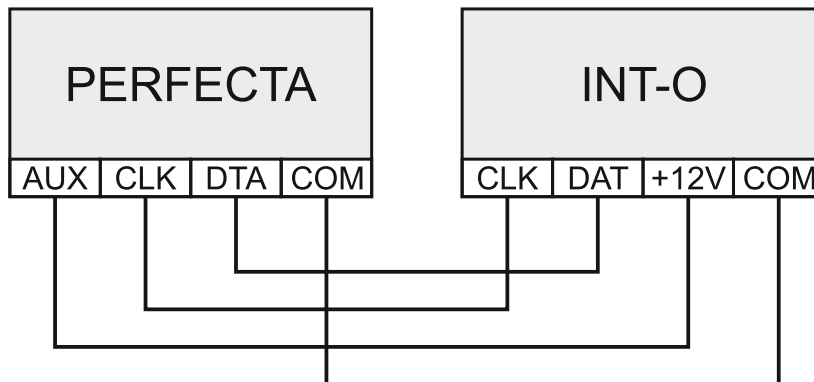 PERFECTA INT-O
AUX CLK DTA COM CLK DAT +12V COM